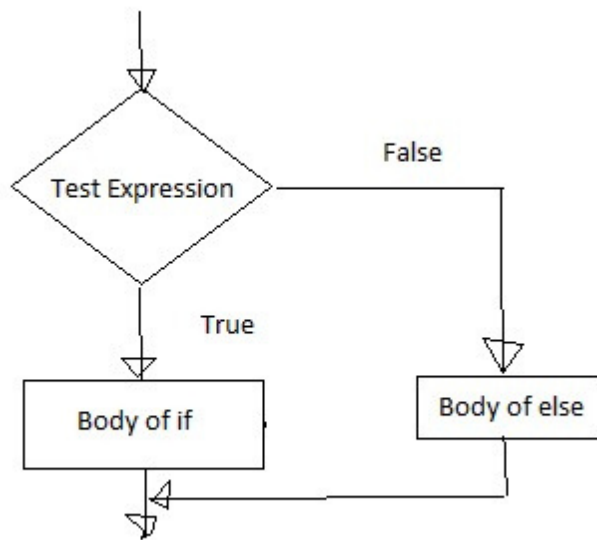 Test Expression
False
True
Body of if
Body of else